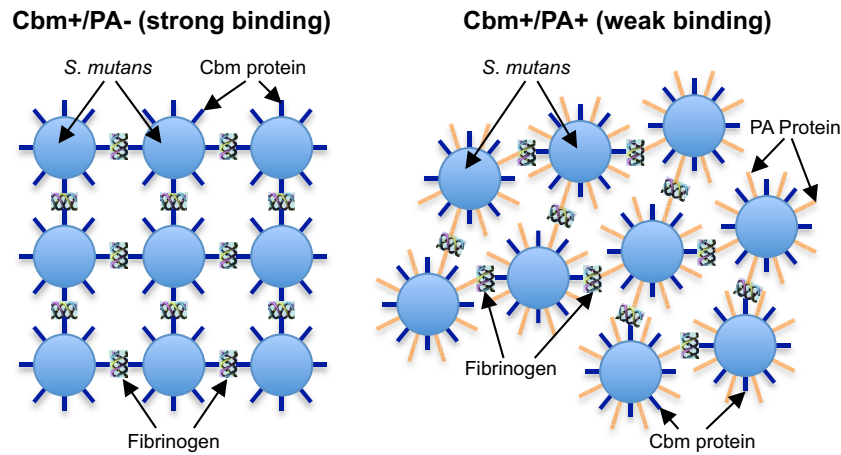 Cbm+/PA- (strong binding)
S. mutans
Cbm protein
Fibrinogen
Cbm+/PA+ (weak binding)
S. mutans
PA Protein
Fibrinogen
Cbm protein